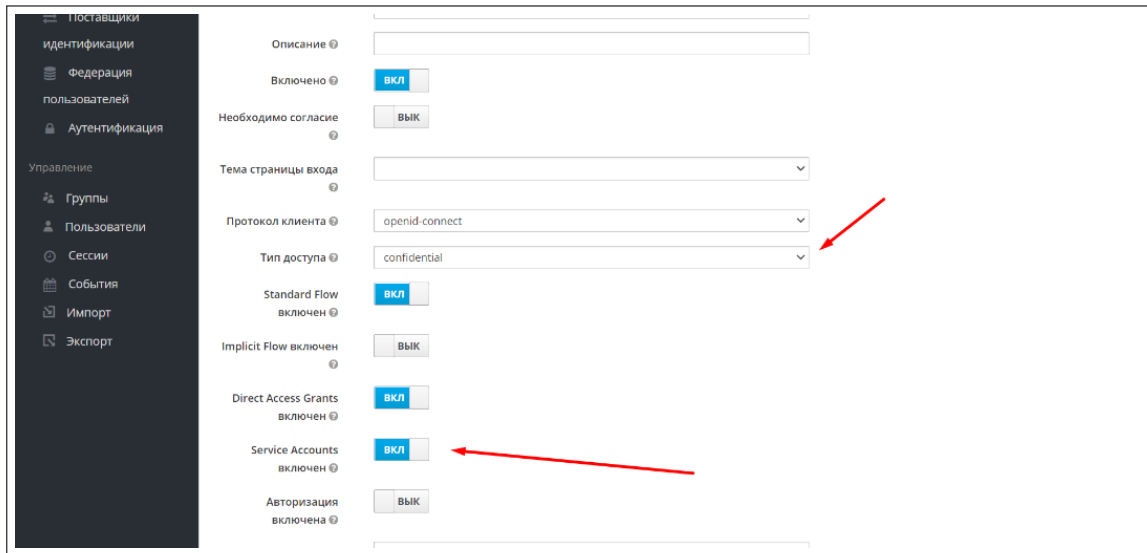 Поставщики
идентификации
Федерация
пользователей
Аутентификация
Управление
Группы
Пользователи
Сессии
События
Импорт
Экспорт
Описание
Включено ВКЛ
Необходимо согласие ВЫК
Тема страницы входа
Протокол клиента openid-connect
Тип доступа confidential
Standard Flow ВКЛ
включен
Implicit Flow включен ВЫК
Direct Access Grants ВКЛ
включен
Service Accounts ВКЛ
включен
Авторизация ВЫК
включена